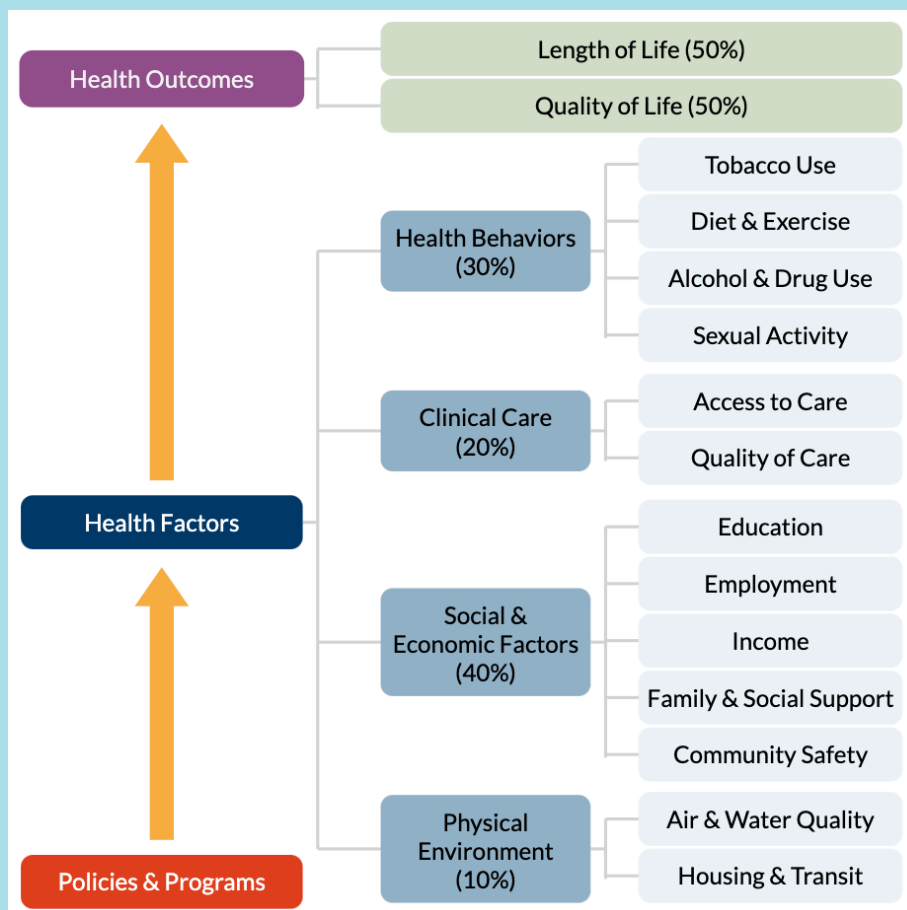 Health Outcomes
Length of Life (50%)
Quality of Life (50%)
Health Factors
Health Behaviors
(30%)
Tobacco Use
Diet & Exercise
Alcohol & Drug Use
Sexual Activity
Clinical Care
(20%)
Access to Care
Quality of Care
Social &
Economic Factors
(40%)
Education
Employment
Income
Family & Social Support
Community Safety
Physical
Environment
(10%)
Air & Water Quality
Housing & Transit
Policies & Programs